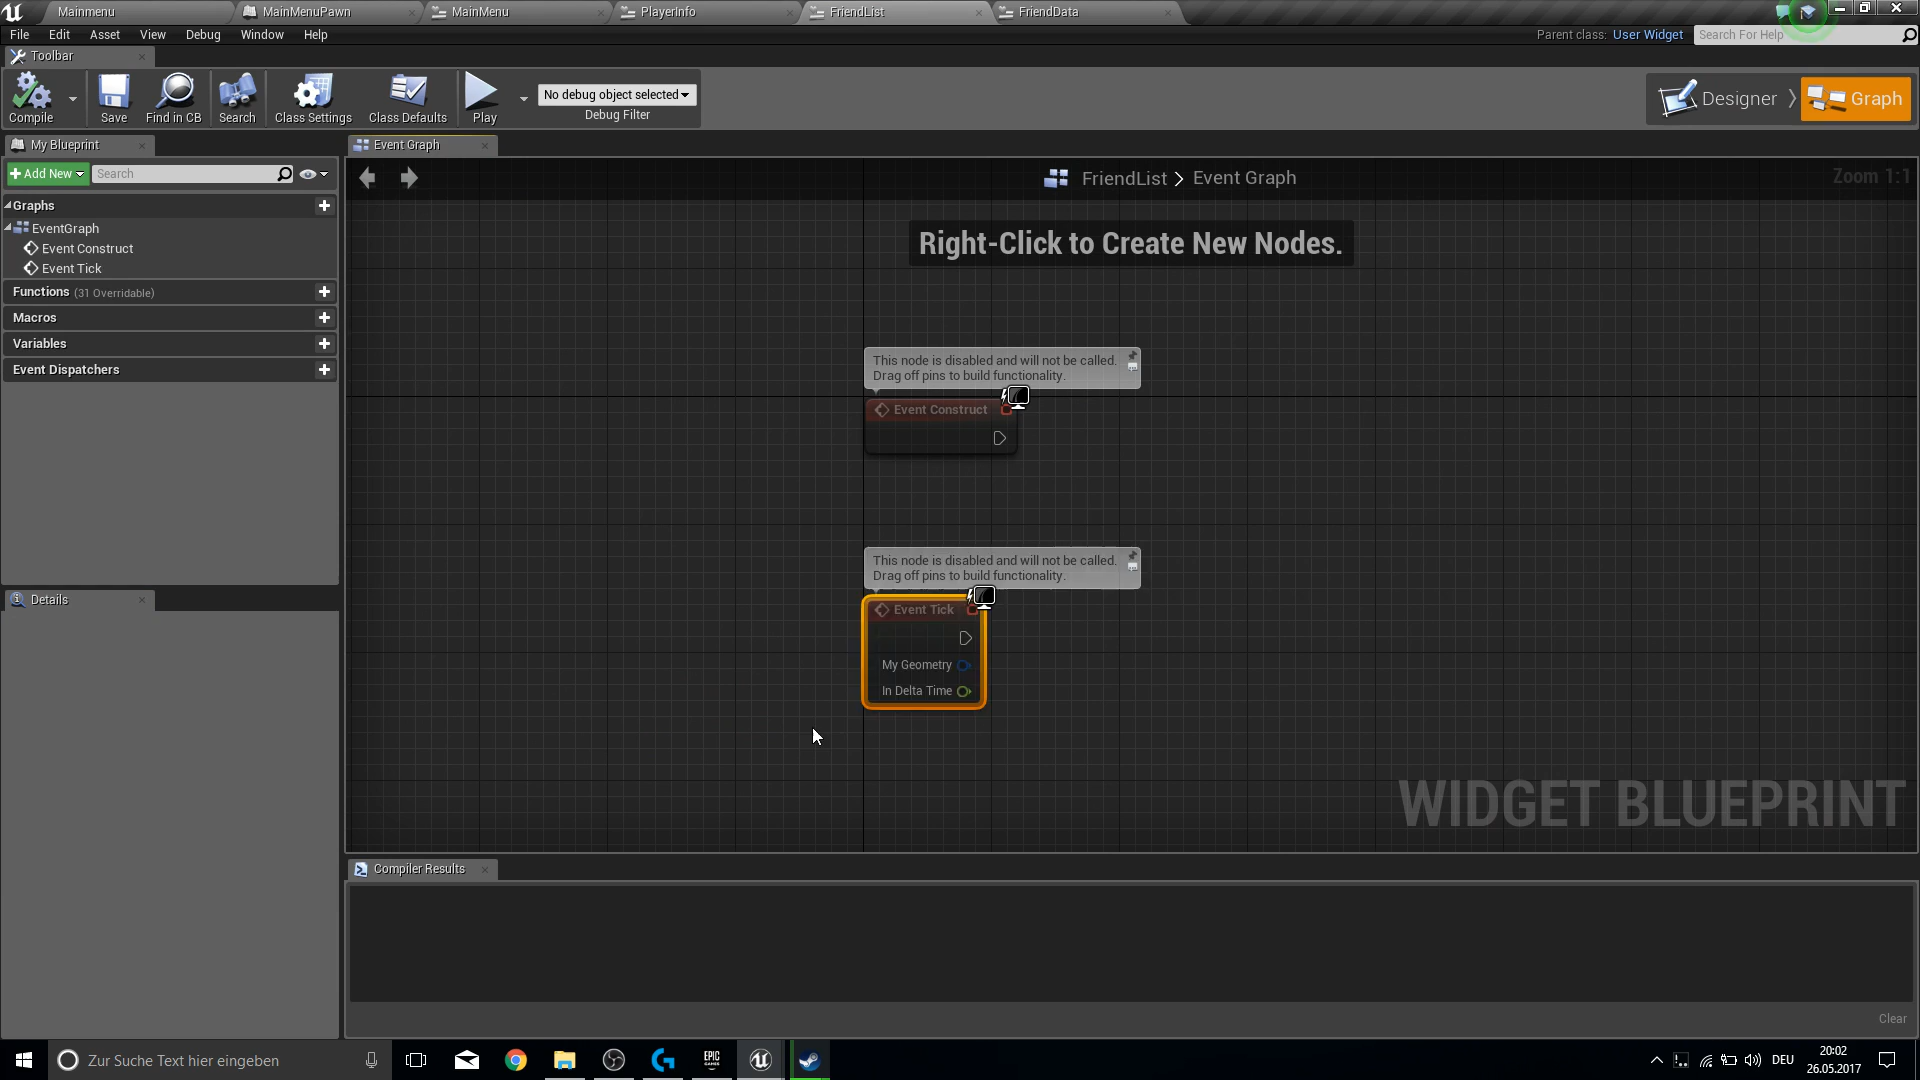 Mainmenu
MainMenuPawn
MainMenu
PlayerInfo
FriendList
FriendData
File
Edit
Asset
View
Debug
Window
Help
Parent class: User Widget
Search For Help
Toolbar
Compile
Save
Find in CB
Search
Class Settings
Class Defaults
Play
No debug object selected
Debug Filter
Designer
Graph
My Blueprint
Event Graph
Add New
Search
FriendList > Event Graph
Zoom 1:1
Graphs
EventGraph
Event Construct
Event Tick
Functions (31 Overridable)
Macros
Variables
Event Dispatchers
Right-Click to Create New Nodes.
This node is disabled and will not be called.
Drag off pins to build functionality.
Event Construct
This node is disabled and will not be called.
Drag off pins to build functionality.
Event Tick
My Geometry
In Delta Time
Details
WIDGET BLUEPRINT
Compiler Results
Clear
Zur Suche Text hier eingeben
EPIC
GAMES
DEU
20:02
26.05.2017